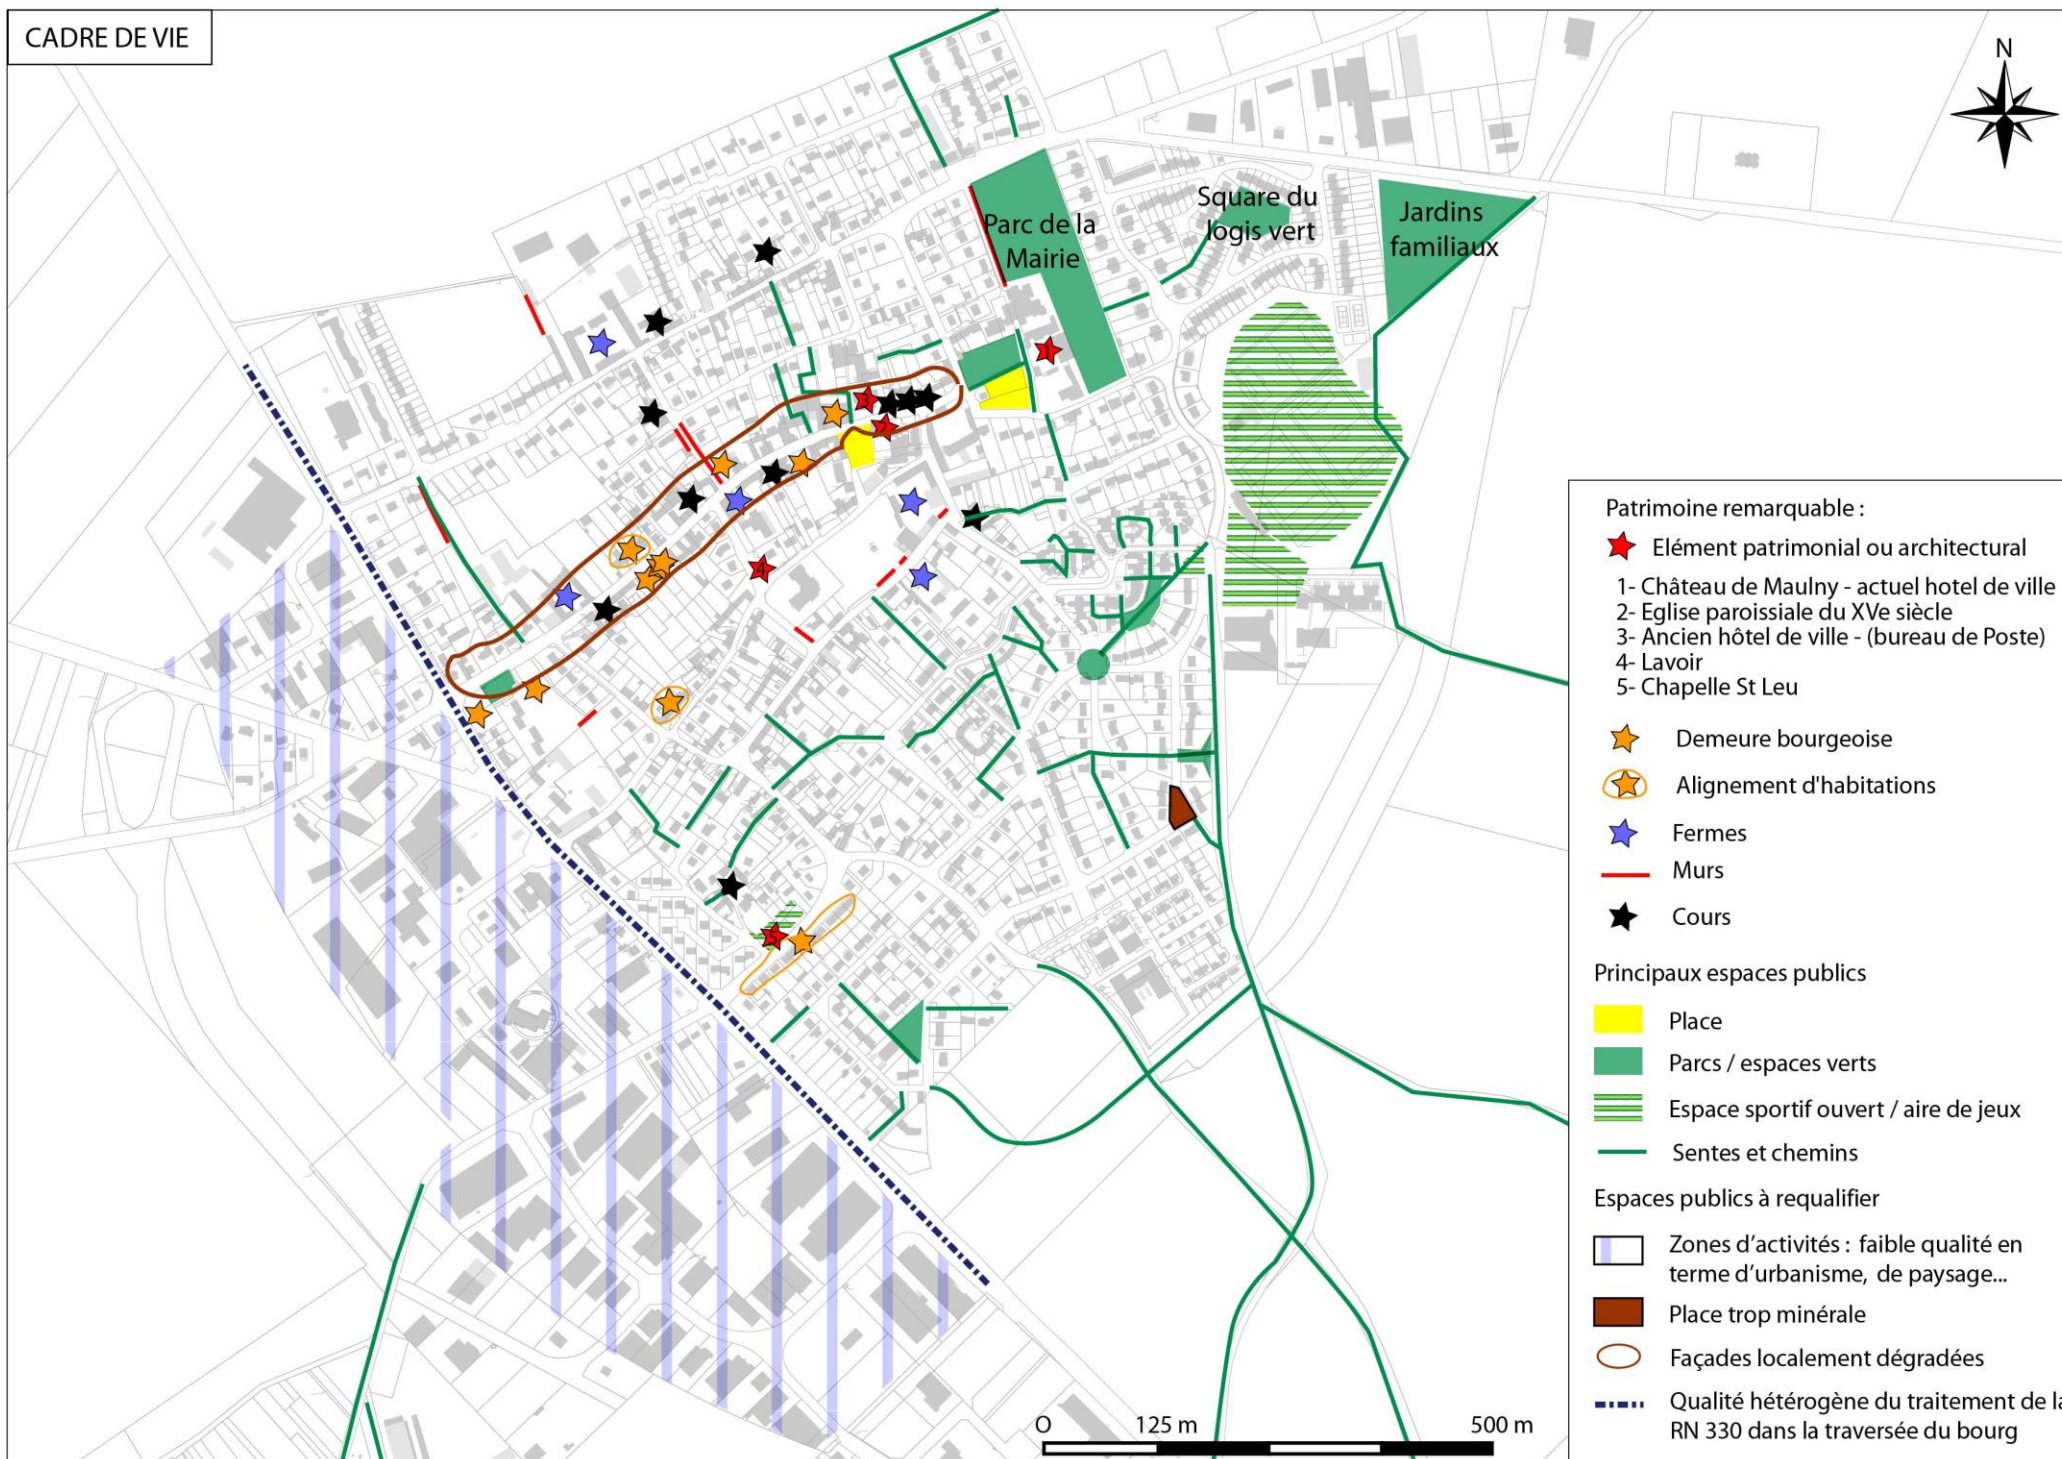 CADRE DE VIE
N
Parc de la
Mairie
Square du
logis vert
Jardins
familiaux
1
3
2
4
5
Patrimoine remarquable :
Elément patrimonial ou architectural
1- Château de Maulny - actuel hotel de ville
2- Eglise paroissiale du XVe siècle
3- Ancien hôtel de ville - (bureau de Poste)
4- Lavoir
5- Chapelle St Leu
Demeure bourgeoise
Alignement d'habitations
Fermes
Murs
Cours
Principaux espaces publics
Place
Parcs / espaces verts
Espace sportif ouvert / aire de jeux
Sentes et chemins
Espaces publics à requalifier
Zones d’activités : faible qualité en
terme d’urbanisme, de paysage...
Place trop minérale
Façades localement dégradées
Qualité hétérogène du traitement de la
RN 330 dans la traversée du bourg
O 125 m 500 m